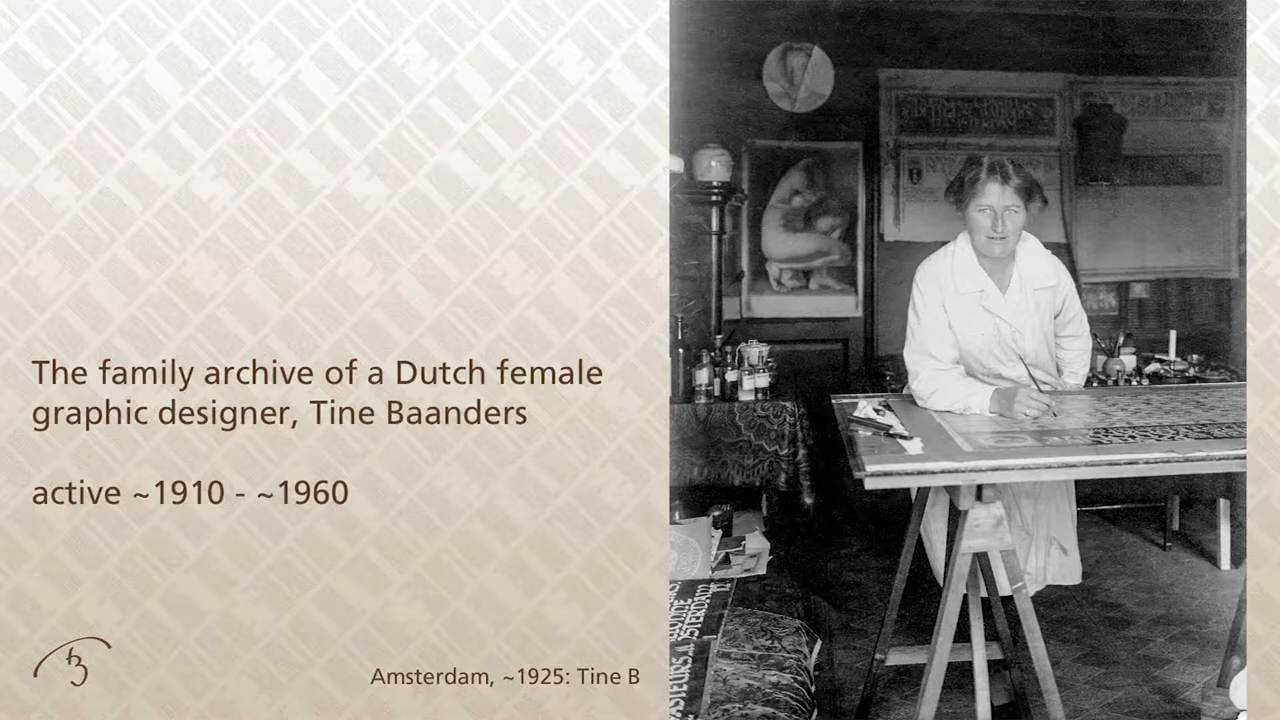 The family archive of a Dutch female
graphic designer, Tine Baanders
active ~1910 - ~1960
Amsterdam, ~1925: Tine B